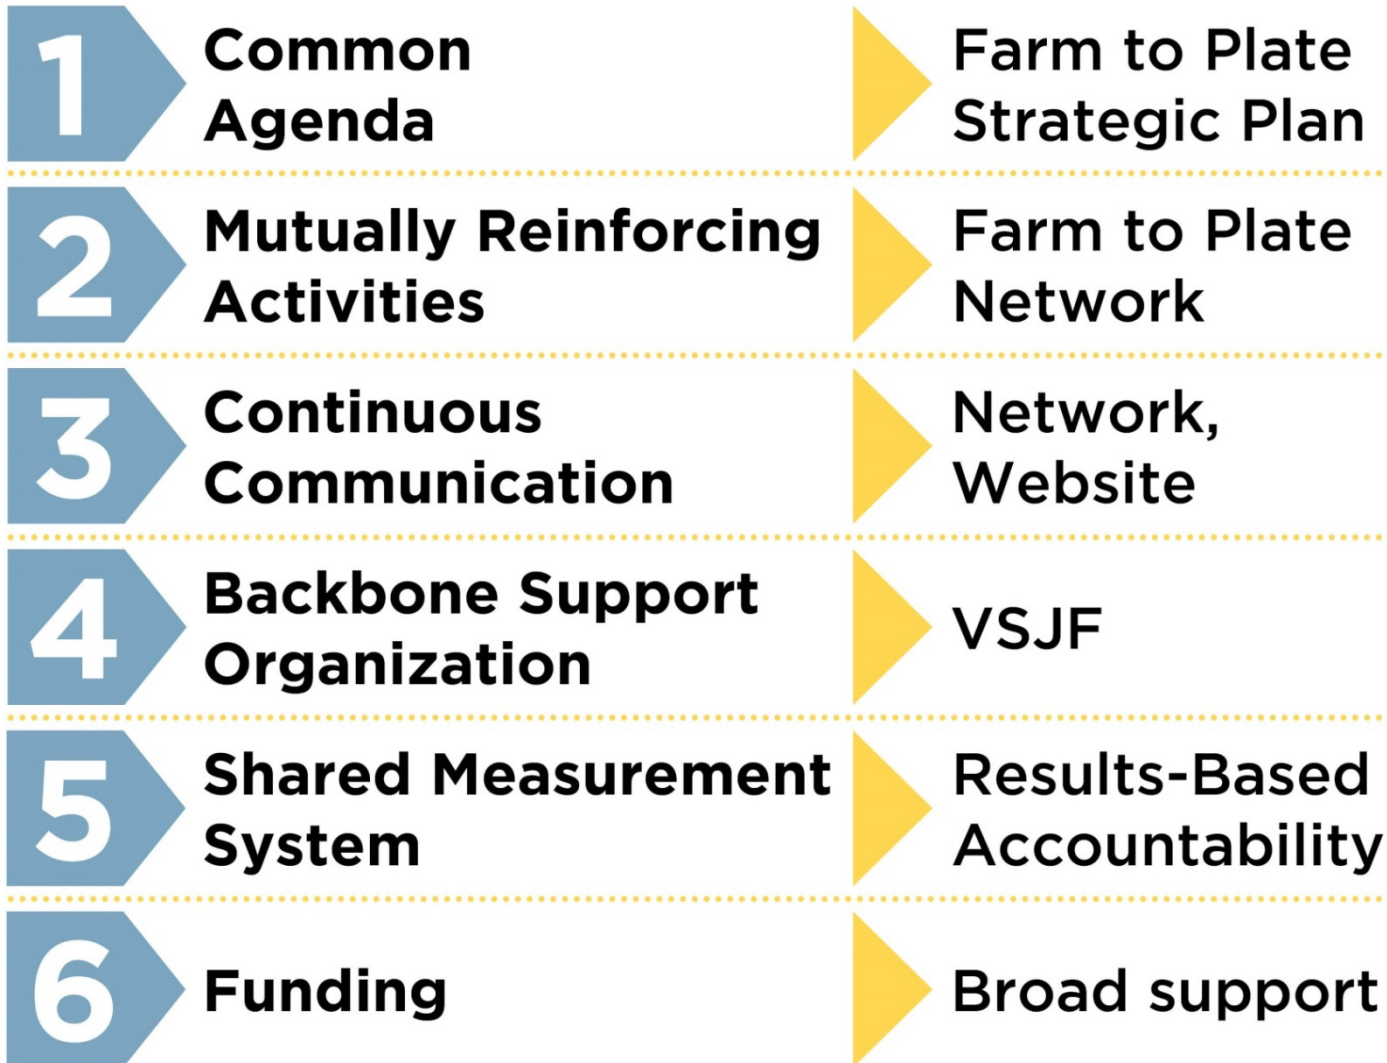 1
Common
Agenda
Farm to Plate
Strategic Plan
2
Mutually Reinforcing
Activities
Farm to Plate
Network
3
Continuous
Communication
Network,
Website
4
Backbone Support
Organization
VSJF
5
Shared Measurement
System
Results-Based
Accountability
6
Funding
Broad support